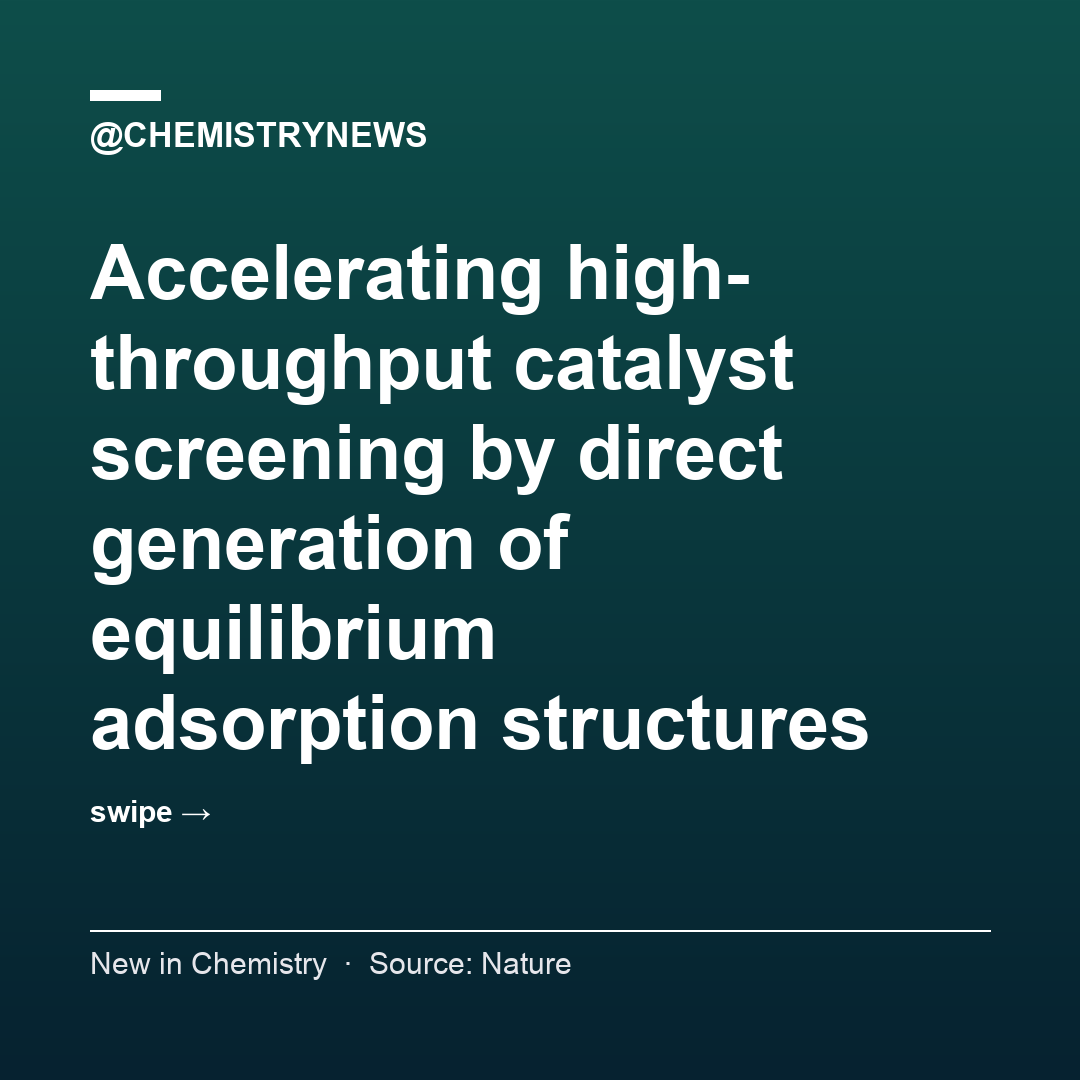 @CHEMISTRYNEWS
Accelerating high-
throughput catalyst
screening by direct
generation of
equilibrium
adsorption structures
swipe →
New in Chemistry · Source: Nature